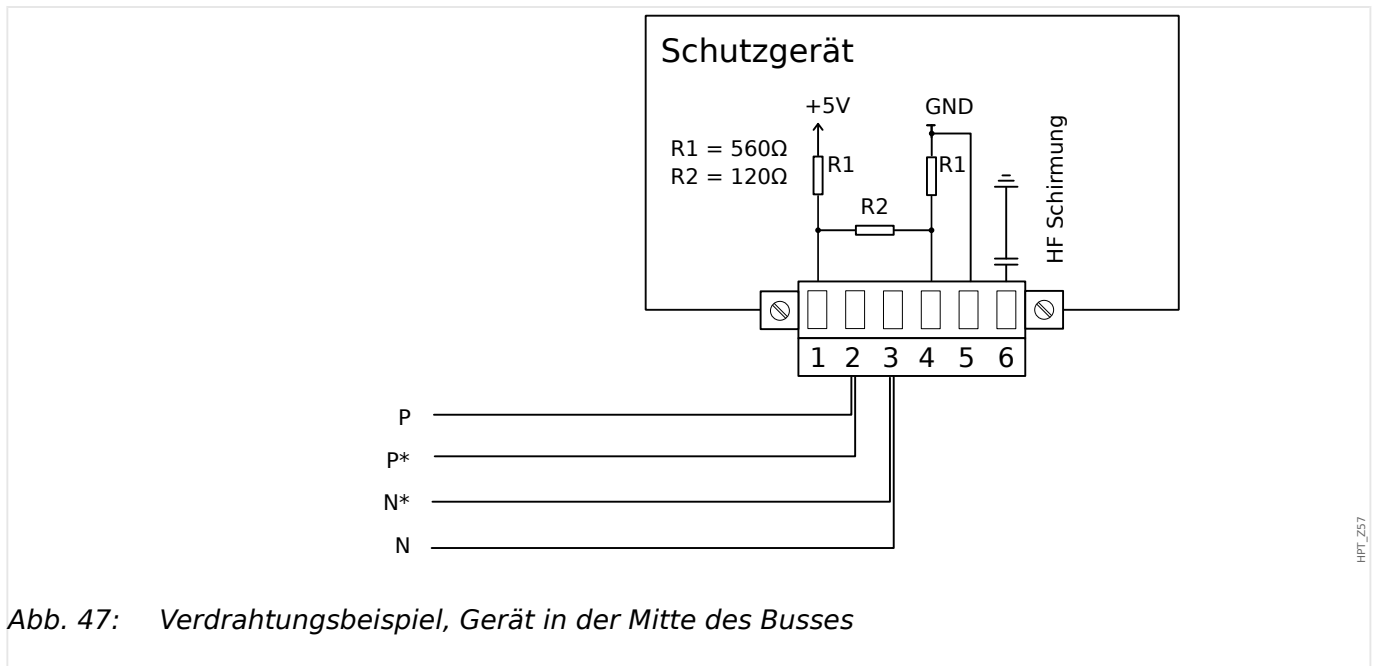 Schutzgerät
+5V
GND
R1 = 560Ω
R2 = 120Ω
R1
R1
R2
HF Schirmung
1 2 3 4 5 6
P
P*
N*
N
HPT_Z57
Abb. 47: Verdrahtungsbeispiel, Gerät in der Mitte des Busses